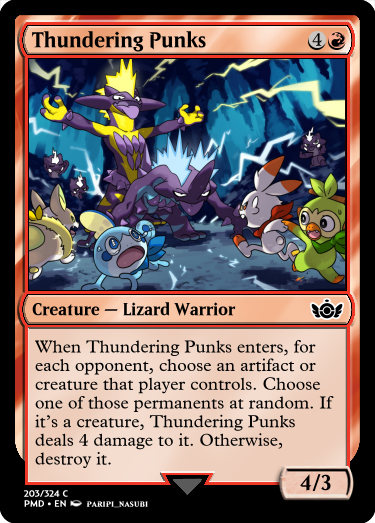 Thundering Punks 4
Creature — Lizard Warrior
When Thundering Punks enters, for
each opponent, choose an artifact or
creature that player controls. Choose
one of those permanents at random. If
it's a creature, Thundering Punks
deals 4 damage to it. Otherwise,
destroy it.
4/3
203/324 C
PMD • EN PARIPI_NASUBI